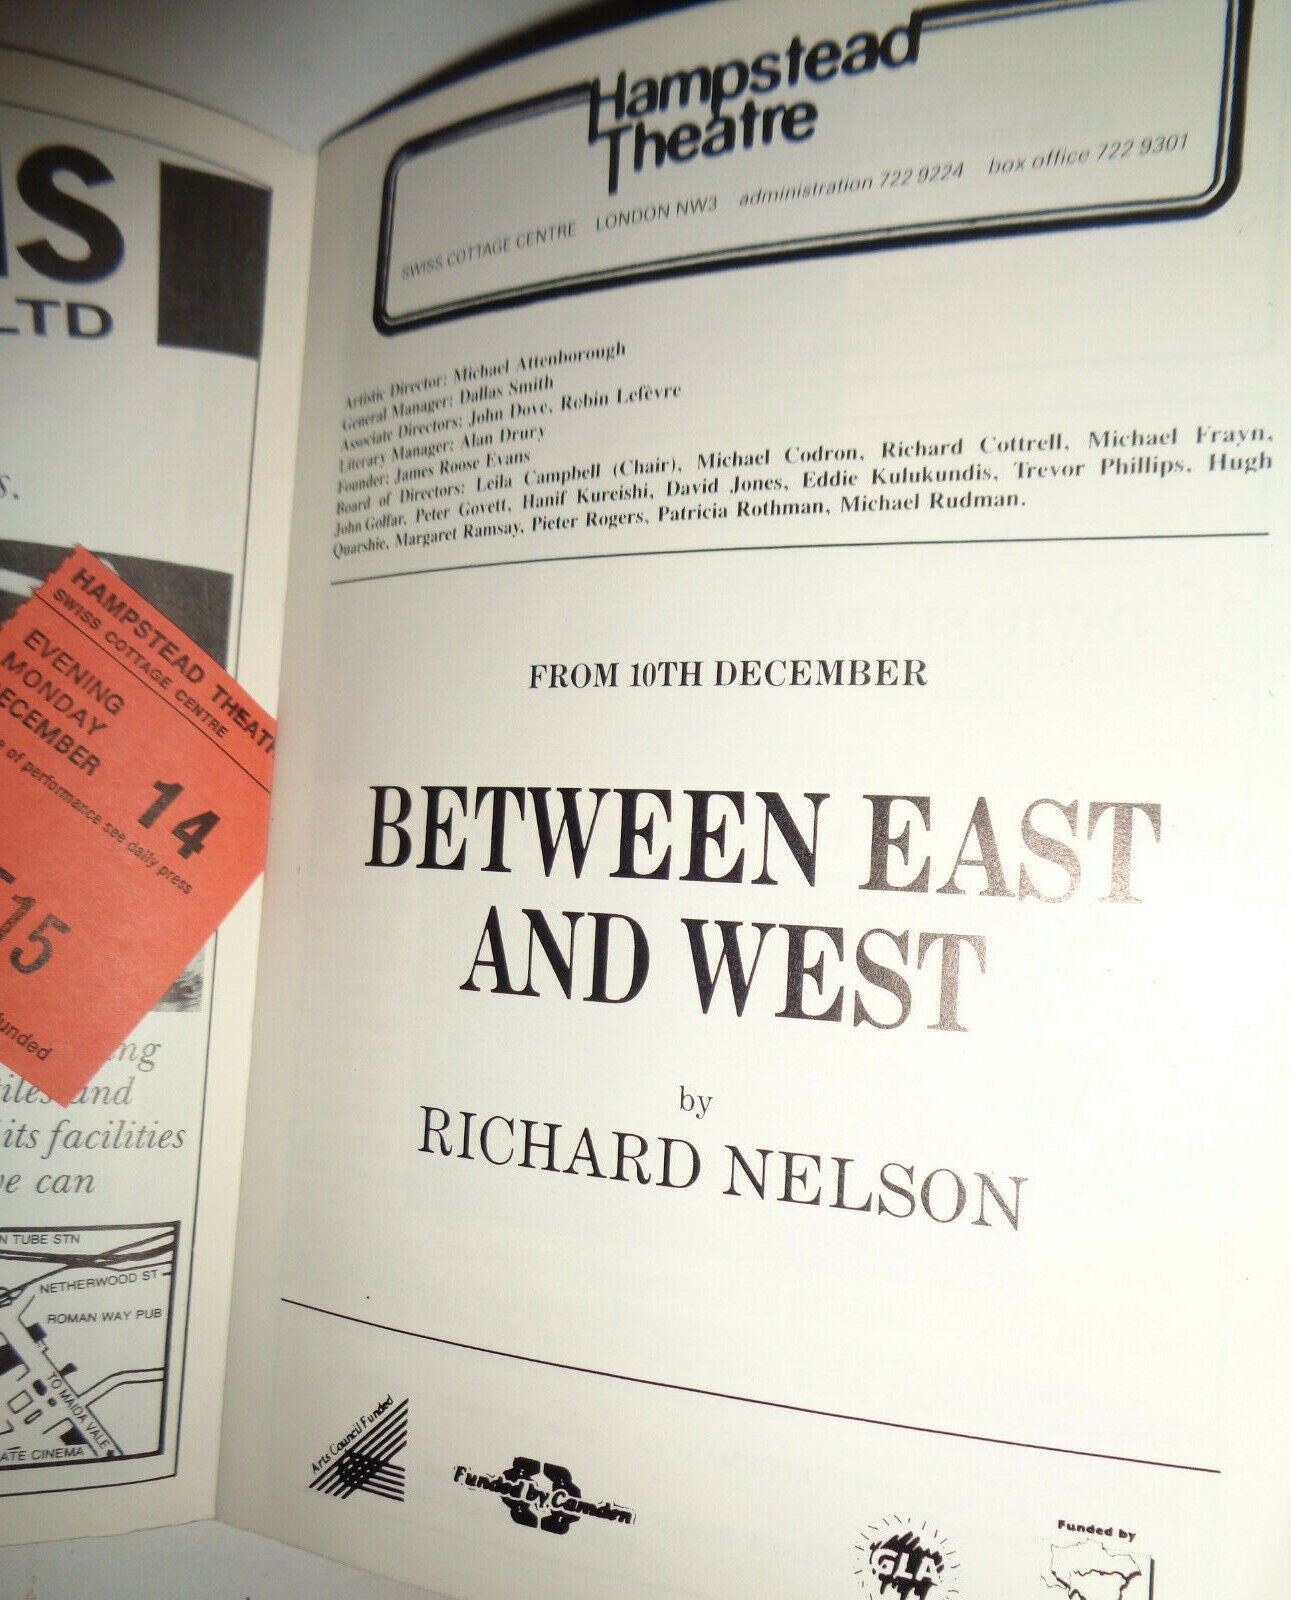 LTD
s.
HAMPSTEAD THEATR
SWISS COTTAGE CENTRE
EVENING
MONDAY
ECEMBER
14
of performance see daily press
15
funded
ng
and
its facilities
can
TUBE STN
NETHERWOOD ST
ROMAN WAY PUB
TO MAIDA VALE
ATE CINEMA
Hampstead
Theatre
SWISS COTTAGE CENTRE LONDON NW3 administration 722 9224 box office 722 9301
Artistic Director: Michael Attenborough
General Manager: Dallas Smith
Associate Directors: John Dove, Robin Lefèvre
Literary Manager: Alan Drury
Founder: James Roose Evans
Board of Directors: Leila Campbell (Chair), Michael Codron, Richard Cottrell, Michael Frayn,
John Golfar, Peter Govett, Hanif Kureishi, David Jones, Eddie Kulukundis, Trevor Phillips, Hugh
Quarshie, Margaret Ramsay, Pieter Rogers, Patricia Rothman, Michael Rudman.
FROM 10TH DECEMBER
BETWEEN EAST
AND WEST
by
RICHARD NELSON
Arts Council Funded
Funded by Camden
GLA
Funded by